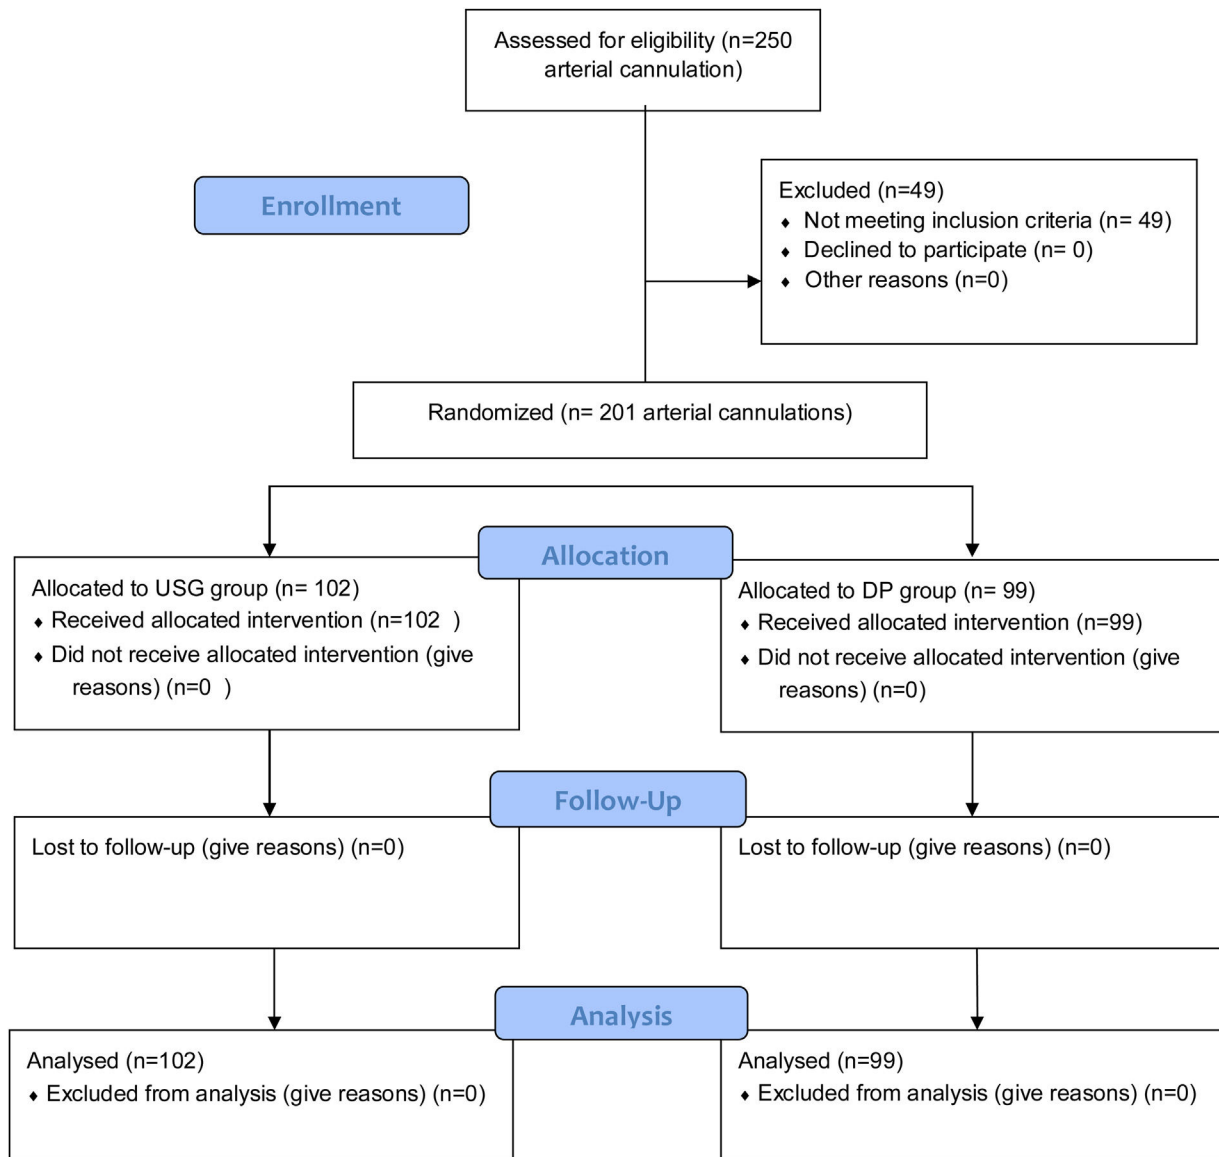 Assessed for eligibility (n=250
arterial cannulation)
Enrollment
Excluded (n=49)
♦ Not meeting inclusion criteria (n= 49)
♦ Declined to participate (n= 0)
♦ Other reasons (n=0)
Randomized (n= 201 arterial cannulations)
Allocation
Allocated to USG group (n= 102)
♦ Received allocated intervention (n=102 )
♦ Did not receive allocated intervention (give
reasons) (n=0 )
Allocated to DP group (n= 99)
♦ Received allocated intervention (n=99)
♦ Did not receive allocated intervention (give
reasons) (n=0)
Follow-Up
Lost to follow-up (give reasons) (n=0)
Lost to follow-up (give reasons) (n=0)
Analysis
Analysed (n=102)
♦ Excluded from analysis (give reasons) (n=0)
Analysed (n=99)
♦ Excluded from analysis (give reasons) (n=0)